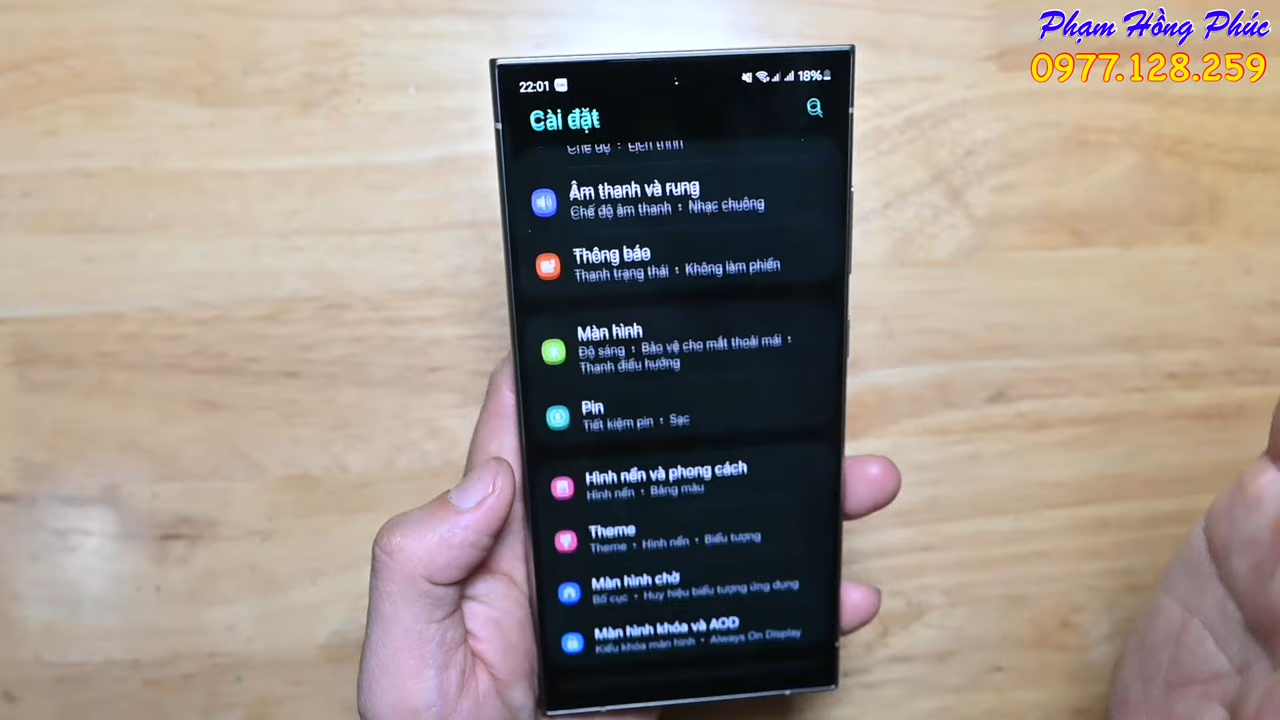 Phạm Hồng Phúc
0977.128.259
22:01
18%
Cài đặt
Chế độ • Lịch trình
Âm thanh và rung
Chế độ âm thanh • Nhạc chuông
Thông báo
Thanh trạng thái • Không làm phiền
Màn hình
Độ sáng • Bảo vệ cho mắt thoải mái •
Thanh điều hướng
Pin
Tiết kiệm pin • Sạc
Hình nền và phong cách
Hình nền • Bảng màu
Theme
Theme • Hình nền • Biểu tượng
Màn hình chờ
Bố cục • Huy hiệu biểu tượng ứng dụng
Màn hình khóa và AOD
Kiểu khóa màn hình • Always On Display